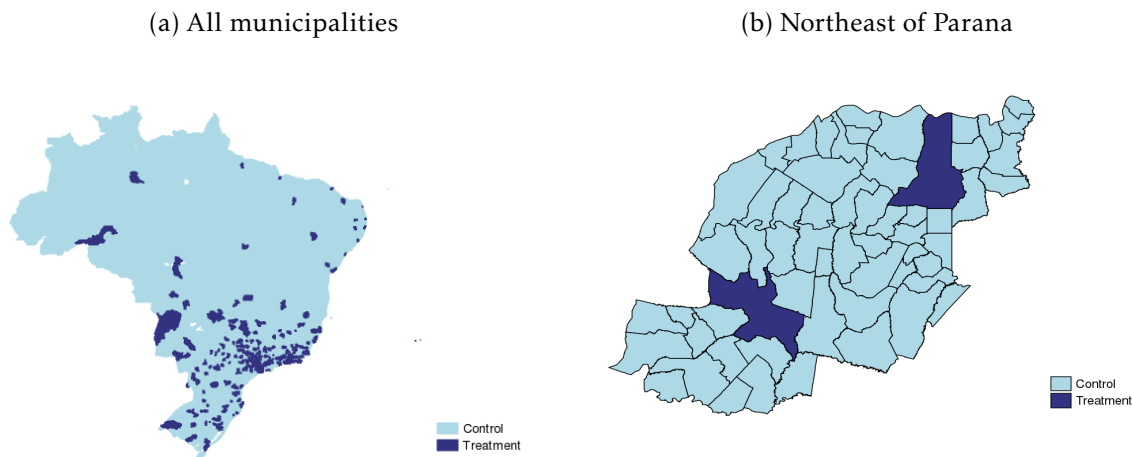 (a) All municipalities
(b) Northeast of Parana
Control
Treatment
Control
Treatment